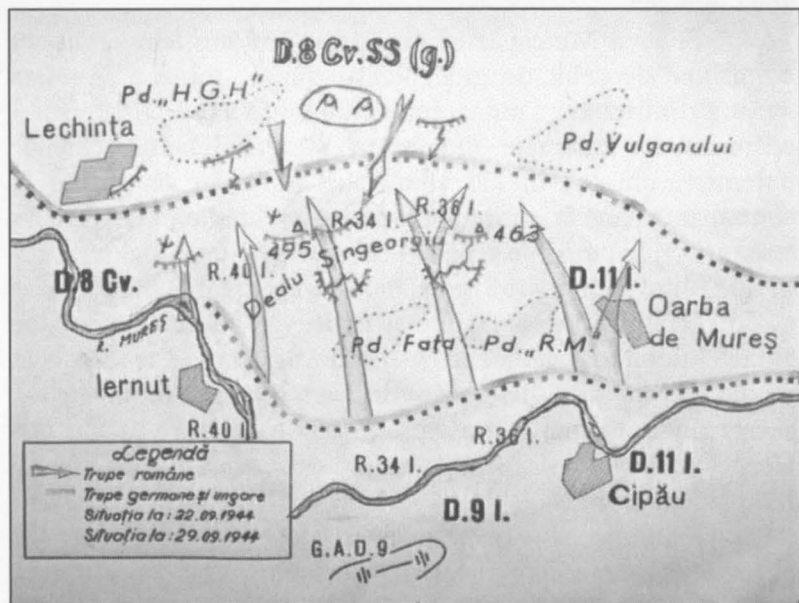 D.8 Cv. SS (g.)
Pd. „H.G.H"
Lechința
Pd. Vulganului
R.34 I.
R.36 I.
495
463
R.40 I.
Dealu Sîngeorgiu
D.8 Cv.
D.11 I.
Oarba
de Mureș
R. MUREȘ
Pd. Fața
Pd. „R.M"
Iernut
R.40 I.
R.36 I.
R.34 I.
D.11 I.
Cipău
D.9 I.
G.A.D.9
Legendă
Trupe române
Trupe germane și ungare
Situația la: 22.09.1944
Situația la: 29.09.1944